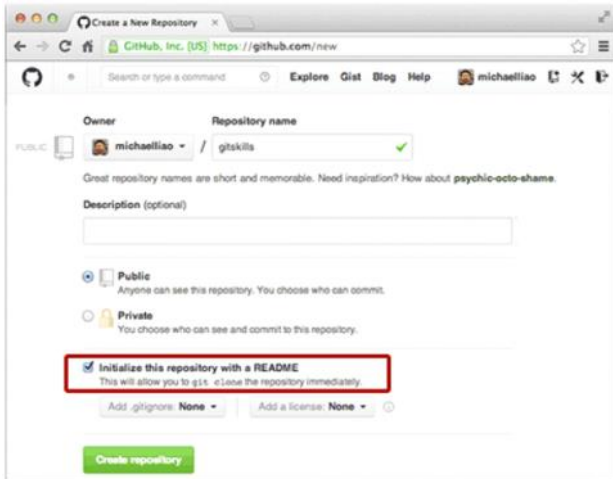 Create a New Repository
GitHub, Inc. [US] https://github.com/new
Search or type a command Explore Gist Blog Help michaelliao
Owner Repository name
PUBLIC michaelliao / gitskills
Great repository names are short and memorable. Need inspiration? How about psychic-octo-shame.
Description (optional)
Public
Anyone can see this repository. You choose who can commit.
Private
You choose who can see and commit to this repository.
Initialize this repository with a README
This will allow you to git clone the repository immediately.
Add .gitignore: None Add a license: None
Create repository